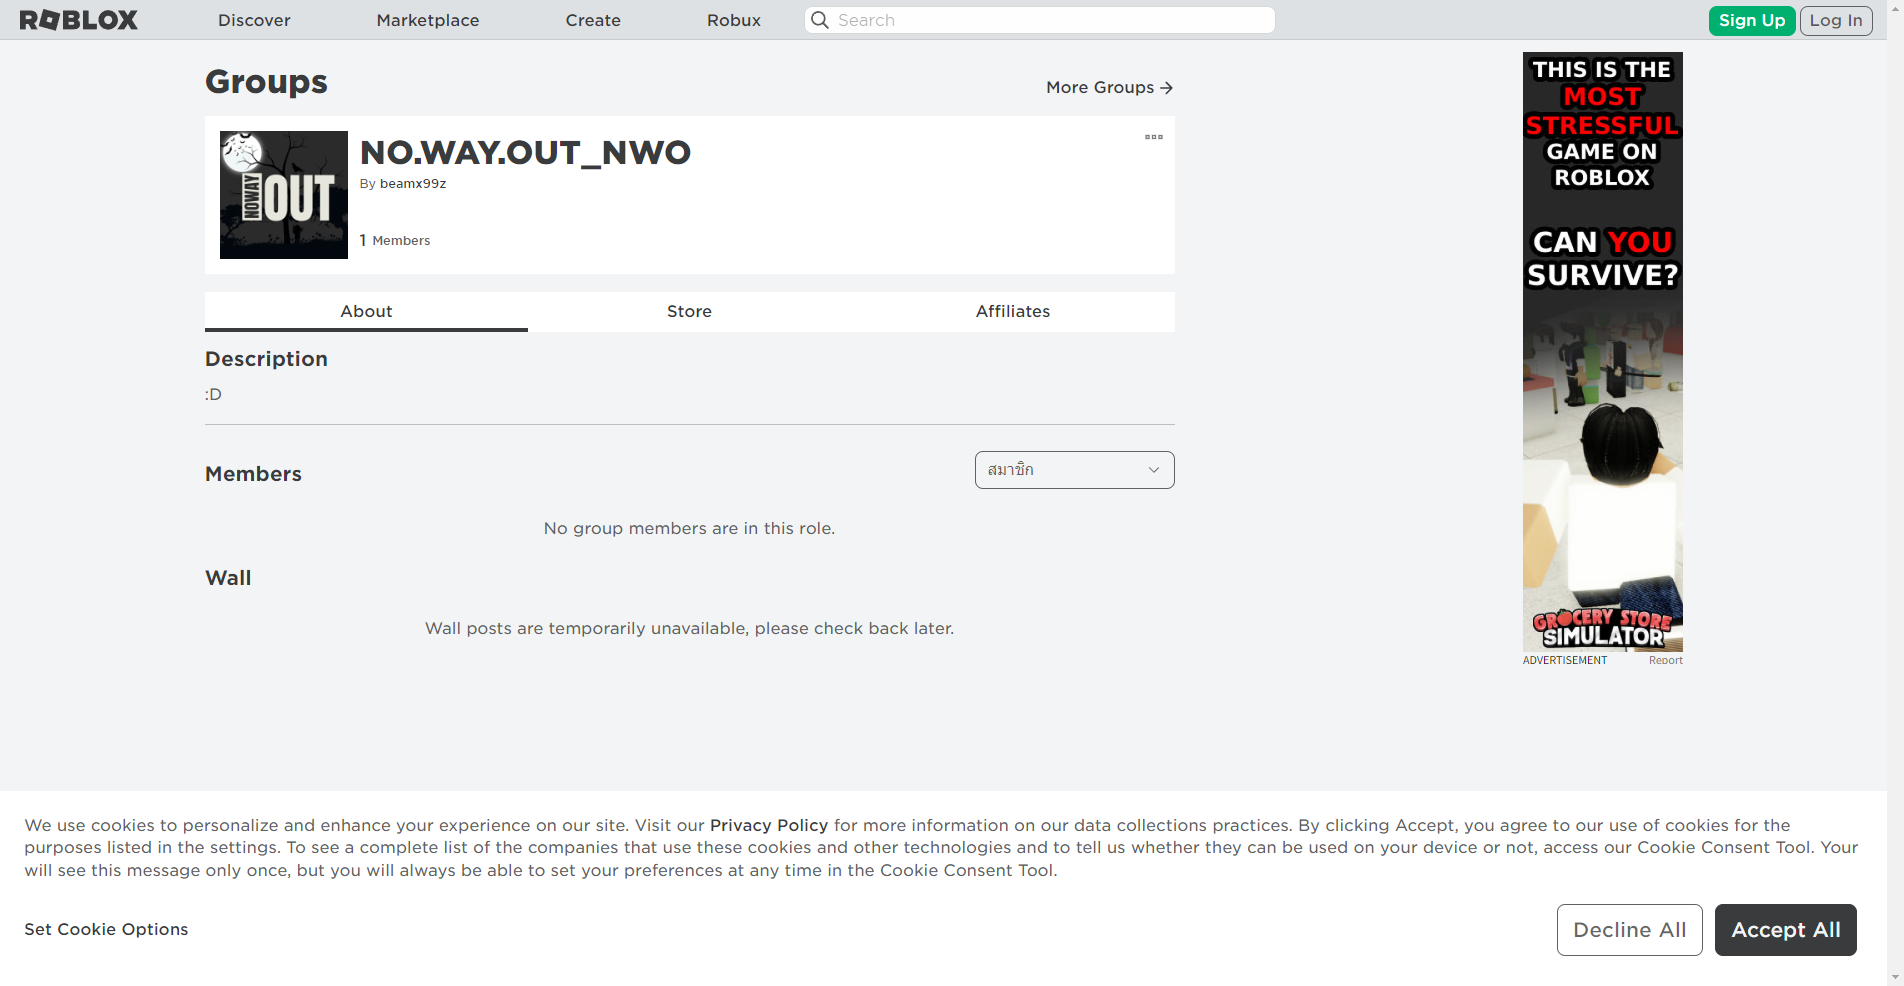 ROBLOX
Discover
Marketplace
Create
Robux
Search
Sign Up
Log In
Groups
More Groups
NO.WAY.OUT_NWO
By beamx99z
1 Members
NOWAY OUT
About
Store
Affiliates
Description
:D
Members
สมาชิก
No group members are in this role.
Wall
Wall posts are temporarily unavailable, please check back later.
THIS IS THE
MOST
STRESSFUL
GAME ON
ROBLOX
CAN YOU
SURVIVE?
GROCERY STORE
SIMULATOR
ADVERTISEMENT
Report
We use cookies to personalize and enhance your experience on our site. Visit our Privacy Policy for more information on our data collections practices. By clicking Accept, you agree to our use of cookies for the
purposes listed in the settings. To see a complete list of the companies that use these cookies and other technologies and to tell us whether they can be used on your device or not, access our Cookie Consent Tool. Your
will see this message only once, but you will always be able to set your preferences at any time in the Cookie Consent Tool.
Set Cookie Options
Decline All
Accept All